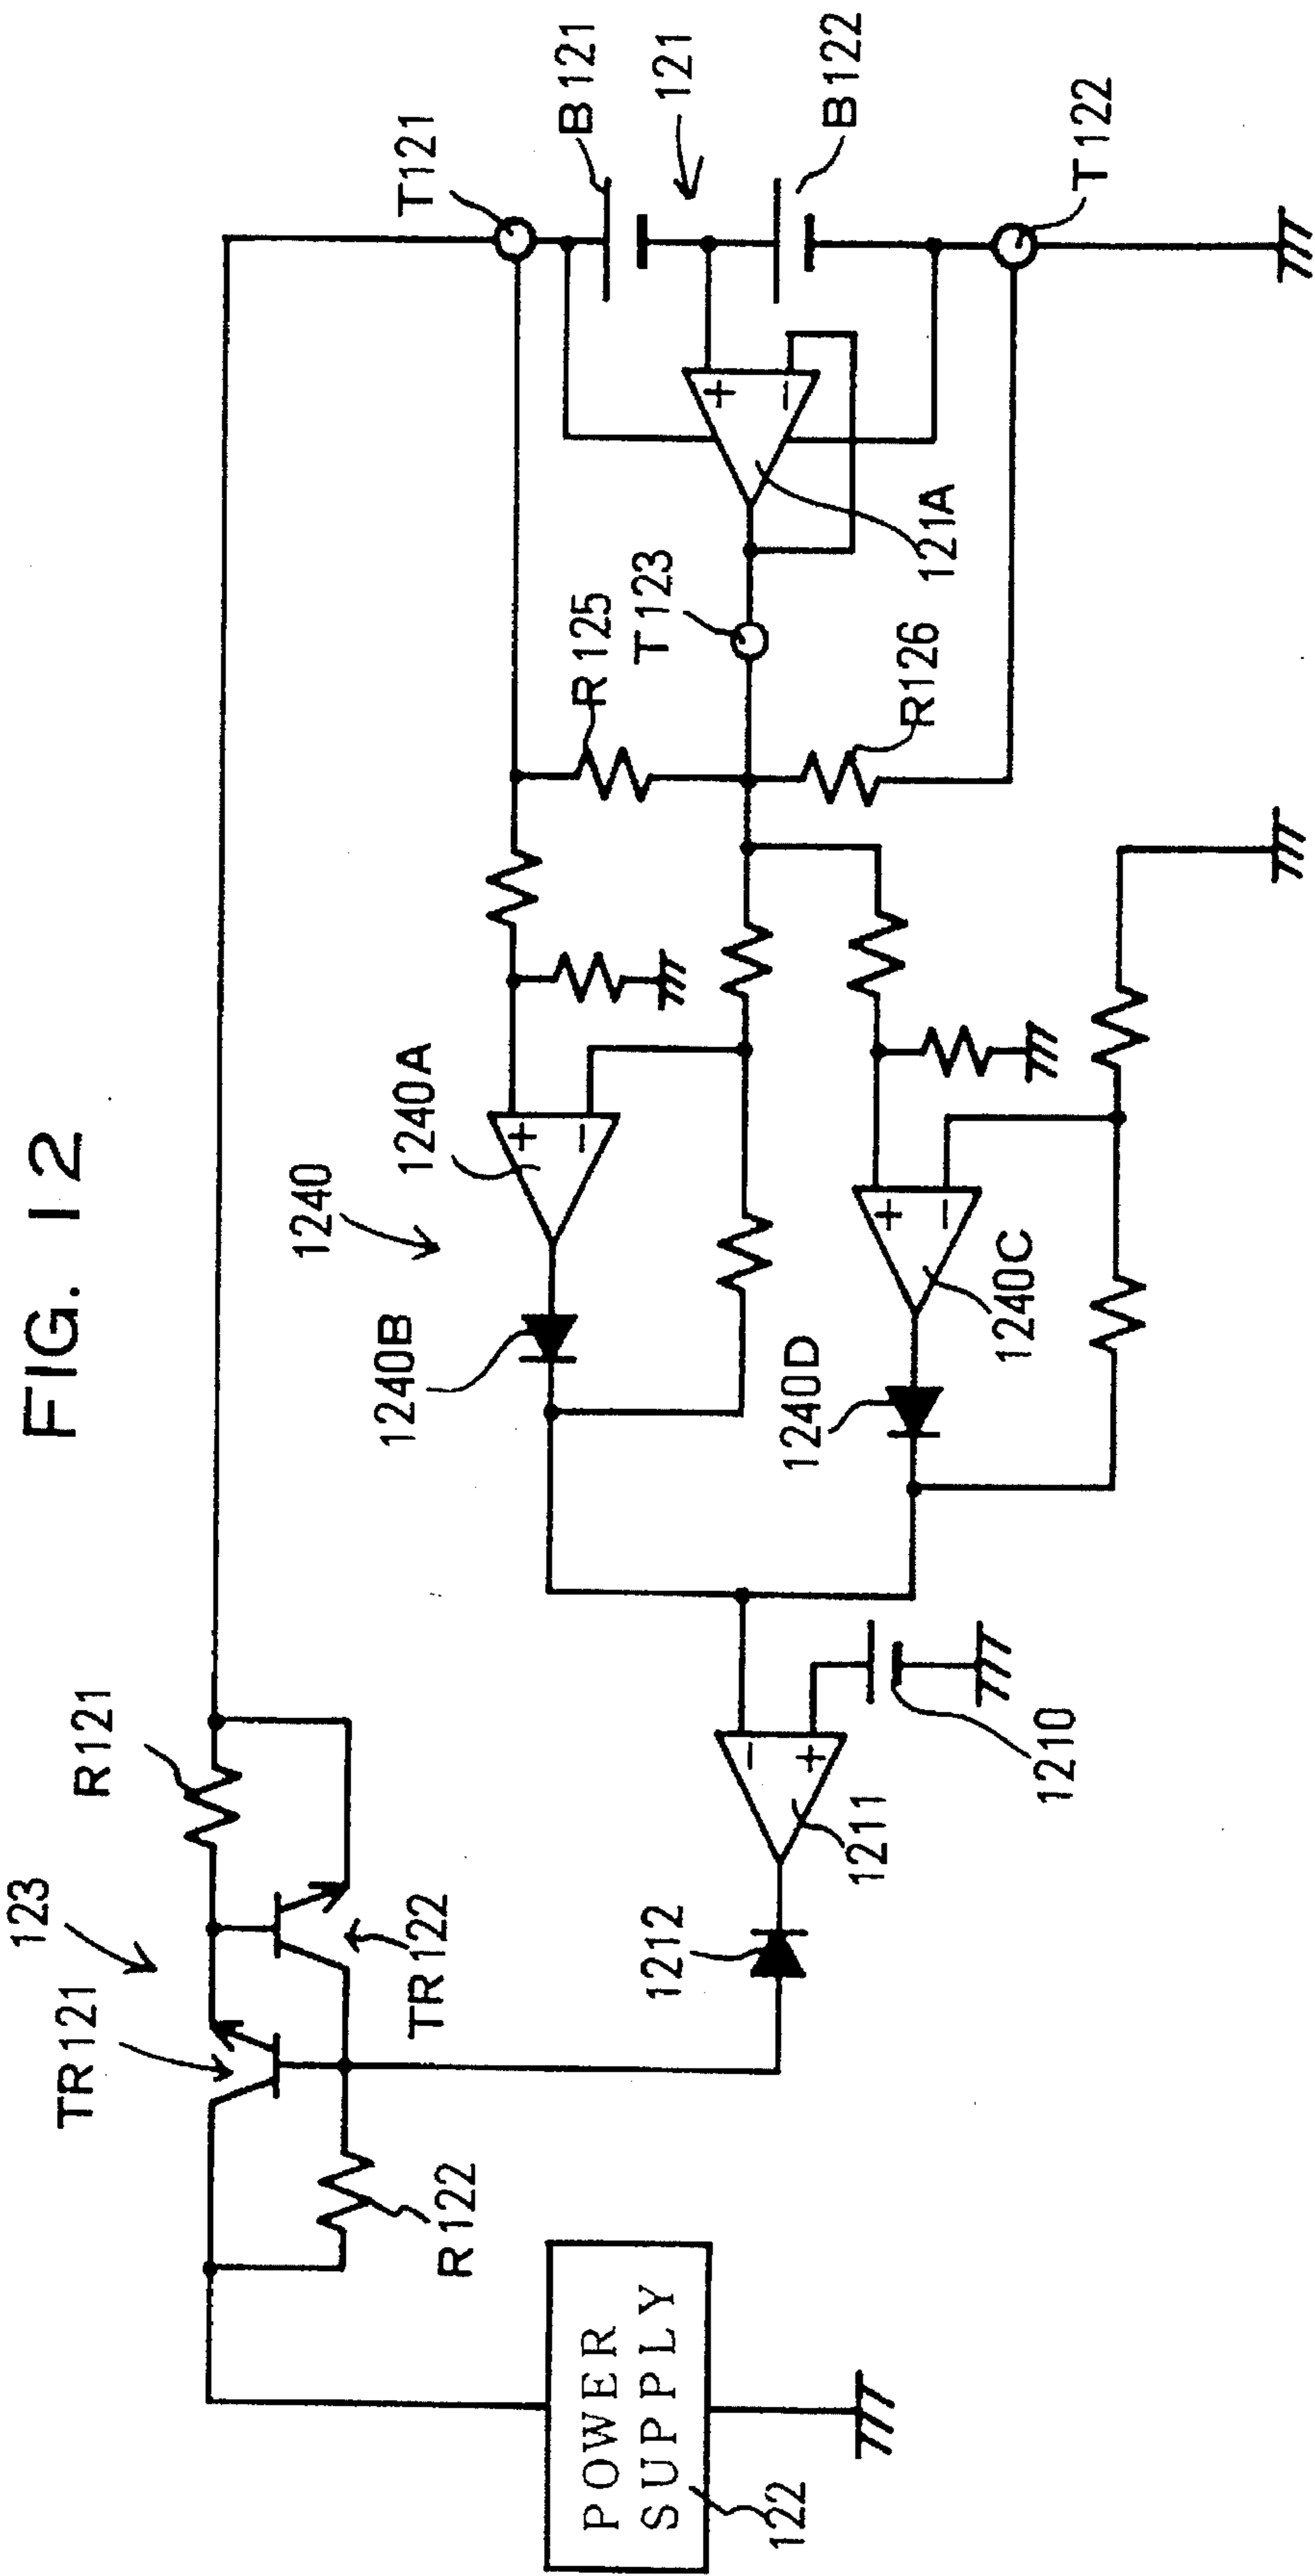 FIG. 12
123
TR121
R121
TR122
R122
POWER
SUPPLY
122
1212
1211
1210
1240
1240A
1240B
1240C
1240D
R125
T123
R126
121A
T121
B121
121
B122
T122
+
−
+
−
+
−
−
+